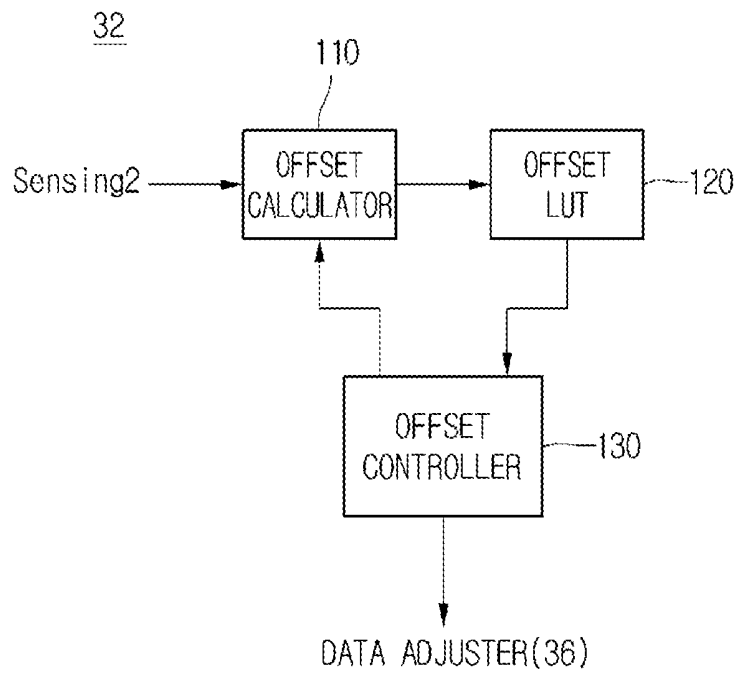 32
110
Sensing2
OFFSET
CALCULATOR
OFFSET
LUT
120
OFFSET
CONTROLLER
130
DATA ADJUSTER(36)